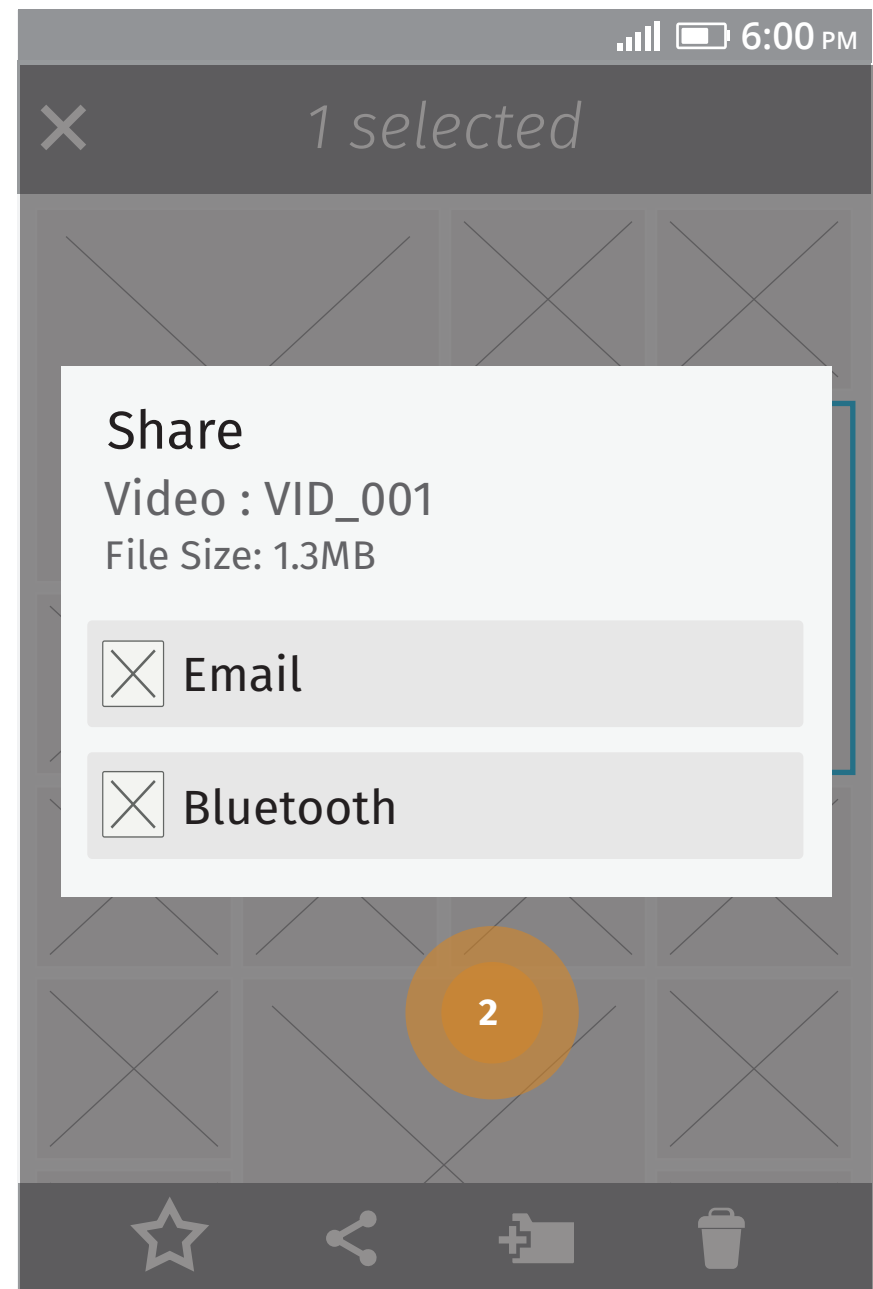 6:00 PM
1 selected
Share
Video : VID_001
File Size: 1.3MB
Email
Bluetooth
2